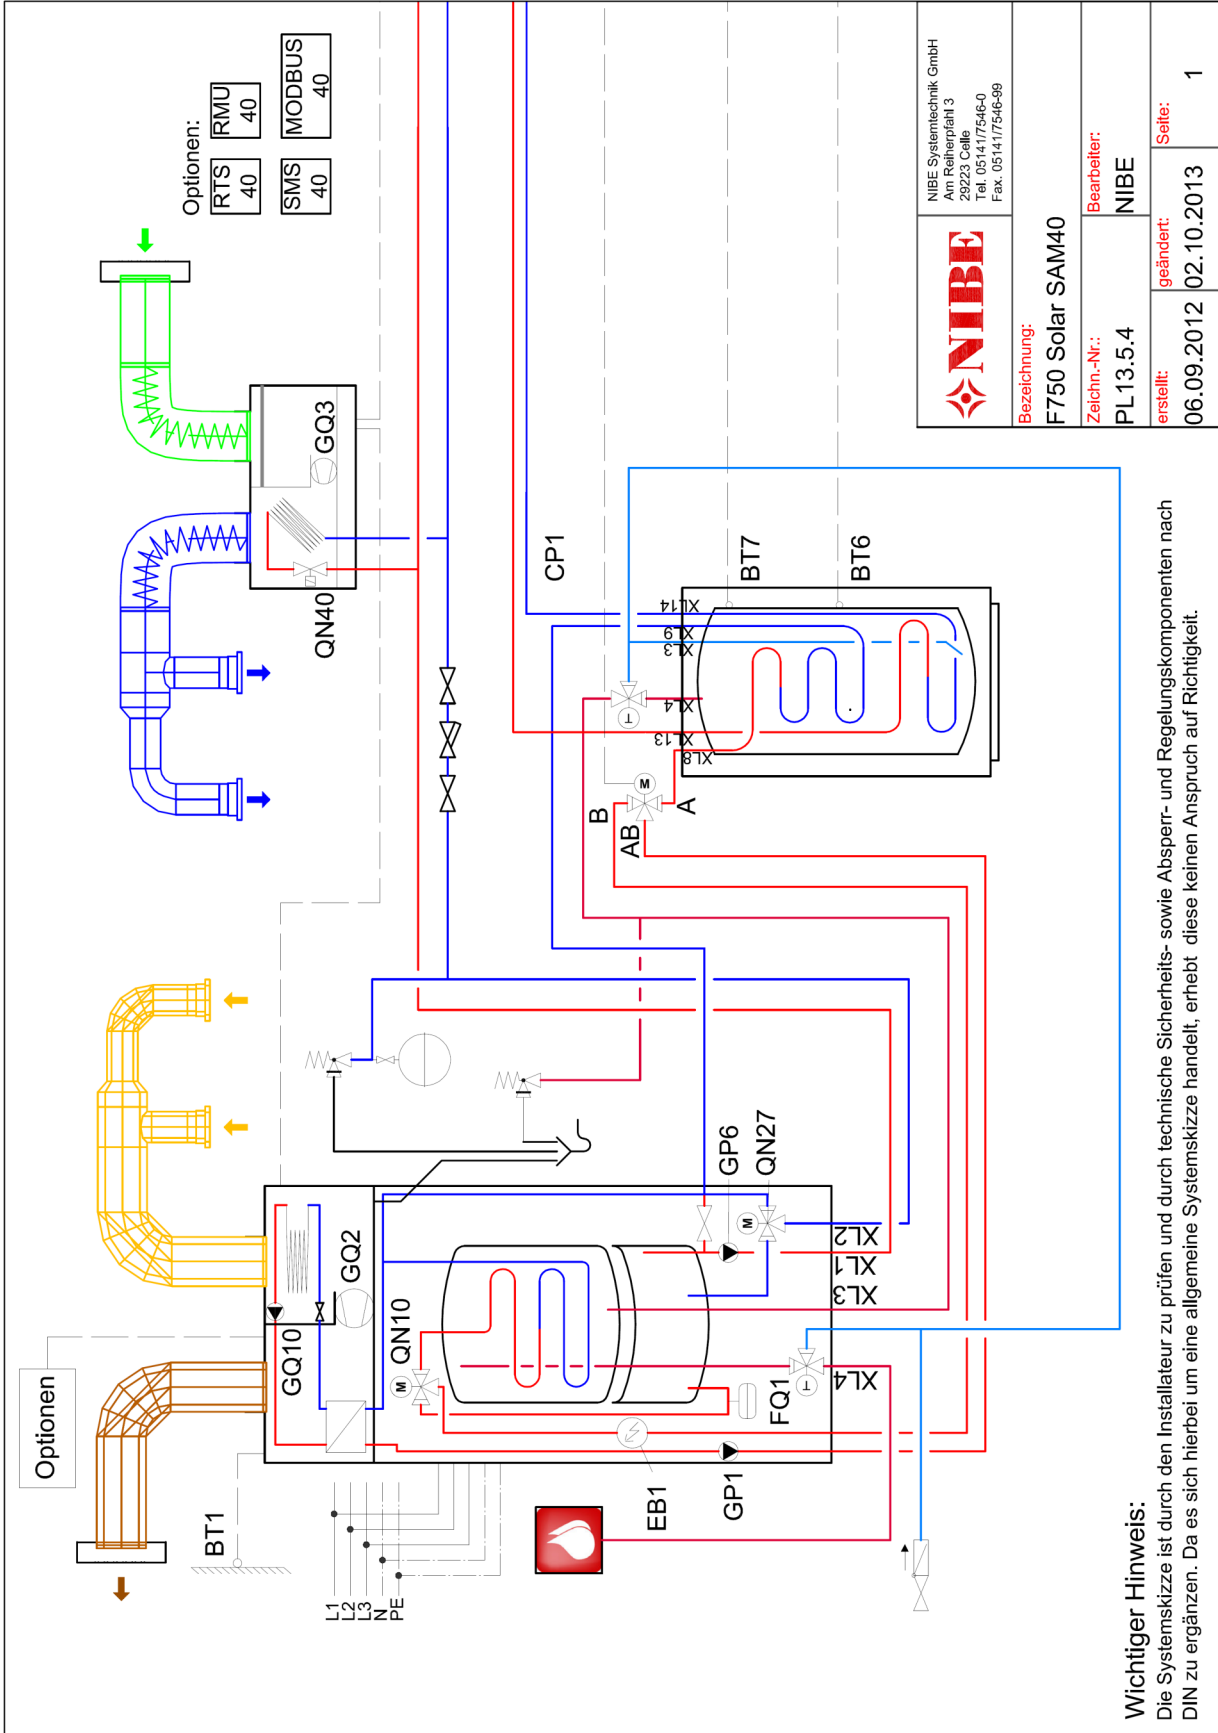 Optionen
BT1
L1
L2
L3
N
PE
GQ10
GQ2
QN10
EB1
GP1
FQ1
GP6
QN27
XL4
XL3
XL1
XL2
M
M
T
Optionen:
RTS
40
RMU
40
SMS
40
MODBUS
40
QN40
GQ3
CP1
B
AB
A
M
T
XL8
XL13
XL4
XL3
XL9
XL14
BT7
BT6
NIBE
NIBE Systemtechnik GmbH
Am Reiherpfahl 3
29223 Celle
Tel. 05141/7546-0
Fax. 05141/7546-99
Bezeichnung:
F750 Solar SAM40
Zeichn.-Nr.:
PL13.5.4
Bearbeiter:
NIBE
erstellt:
06.09.2012
geändert:
02.10.2013
Seite:
1
Wichtiger Hinweis:
Die Systemskizze ist durch den Installateur zu prüfen und durch technische Sicherheits- sowie Absperr- und Regelungskomponenten nach
DIN zu ergänzen. Da es sich hierbei um eine allgemeine Systemskizze handelt, erhebt diese keinen Anspruch auf Richtigkeit.